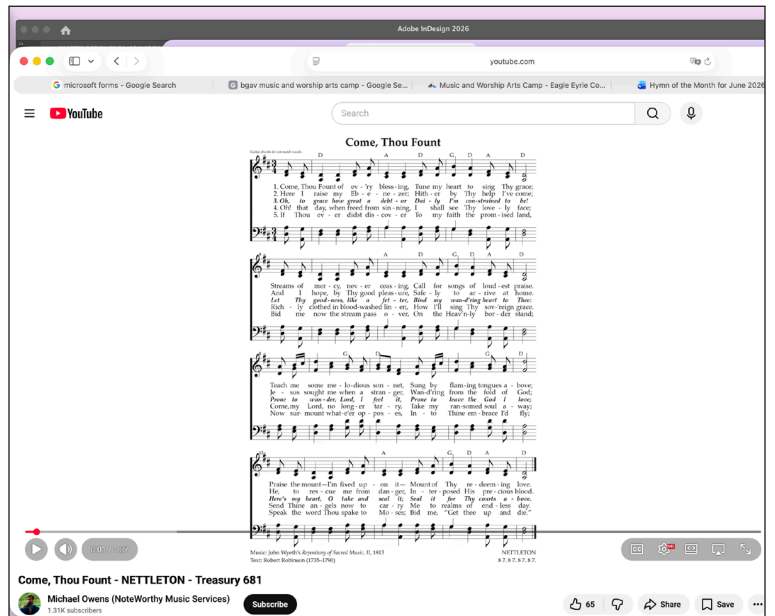 Adobe InDesign 2026
youtube.com
microsoft forms - Google Search
bgav music and worship arts camp - Google Se...
Music and Worship Arts Camp - Eagle Eyrie Co...
Hymn of the Month for June 2026
YouTube
Search
Come, Thou Fount
D A D G D A D
1. Come, Thou Fount of ev - 'ry bless - ing, Tune my heart to sing Thy grace;
2. Here I raise my Eb - e - ne - zer; Hith - er by Thy help I've come;
3. Oh, to grace how great a debt - or Dai - ly I'm con - strained to be!
4. Oh! that day, when freed from sin - ning, I shall see Thy love - ly face;
5. If Thou ev - er didst dis - cov - er To my faith the prom - ised land,
A G D A D
Streams of mer - cy, nev - er ceas - ing, Call for songs of loud - est praise.
And I hope, by Thy good pleas - ure, Safe - ly to ar - rive at home.
Let Thy good - ness, like a fet - ter, Bind my wan - d'ring heart to Thee:
Rich - ly clothed in blood - washed lin - en, How I'll sing Thy sov - 'reign grace.
Bid me now the stream pass o - ver, On the Heav'n - ly bor - der stand;
G D G D
Teach me some me - lo - dious son - net, Sung by flam - ing tongues a - bove;
Je - sus sought me when a stran - ger, Wan - d'ring from the fold of God;
Prone to wan - der, Lord, I feel it, Prone to leave the God I love;
Come, my Lord, no long - er tar - ry, Take my ran - somed soul a - way;
Now sur - mount what - e'er op - pos - es, In - to Thine em - brace I'd fly;
A G D A D
Praise the mount—I'm fixed up - on it— Mount of Thy re - deem - ing love.
He, to res - cue me from dan - ger, In - ter - posed His pre - cious blood.
Here's my heart, O take and seal it; Seal it for Thy courts a - bove.
Send Thine an - gels now to car - ry Me to realms of end - less day.
Speak the word Thou spake to Mo - ses; Bid me, "Get thee up and die."
Music: John Wyeth's Repository of Sacred Music, II, 1813
NETTLETON
Text: Robert Robinson (1735–1790)
8 7. 8 7. 8 7. 8 7.
Come, Thou Fount - NETTLETON - Treasury 681
Michael Owens (NoteWorthy Music Services)
1.31K subscribers
Subscribe
65
Share
Save